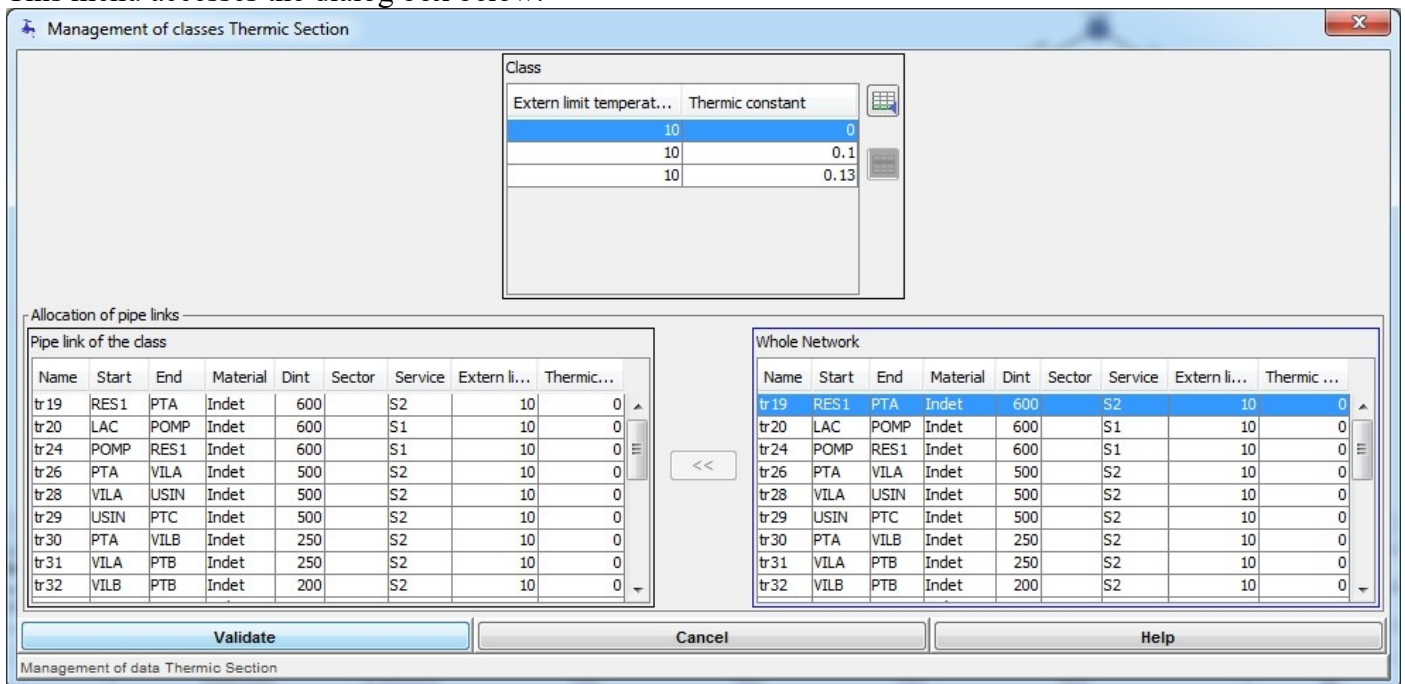 This menu accesses the dialog box below:
Management of classes Thermic Section
Class
Extern limit temperat... Thermic constant
10 0
10 0.1
10 0.13
Allocation of pipe links
Pipe link of the class
Name Start End Material Dint Sector Service Extern li... Thermic...
tr19 RES1 PTA Indet 600 S2 10 0
tr20 LAC POMP Indet 600 S1 10 0
tr24 POMP RES1 Indet 600 S1 10 0
tr26 PTA VILA Indet 500 S2 10 0
tr28 VILA USIN Indet 500 S2 10 0
tr29 USIN PTC Indet 500 S2 10 0
tr30 PTA VILB Indet 250 S2 10 0
tr31 VILA PTB Indet 250 S2 10 0
tr32 VILB PTB Indet 200 S2 10 0
<<
Whole Network
Name Start End Material Dint Sector Service Extern li... Thermic ...
tr19 RES1 PTA Indet 600 S2 10 0
tr20 LAC POMP Indet 600 S1 10 0
tr24 POMP RES1 Indet 600 S1 10 0
tr26 PTA VILA Indet 500 S2 10 0
tr28 VILA USIN Indet 500 S2 10 0
tr29 USIN PTC Indet 500 S2 10 0
tr30 PTA VILB Indet 250 S2 10 0
tr31 VILA PTB Indet 250 S2 10 0
tr32 VILB PTB Indet 200 S2 10 0
Validate Cancel Help
Management of data Thermic Section